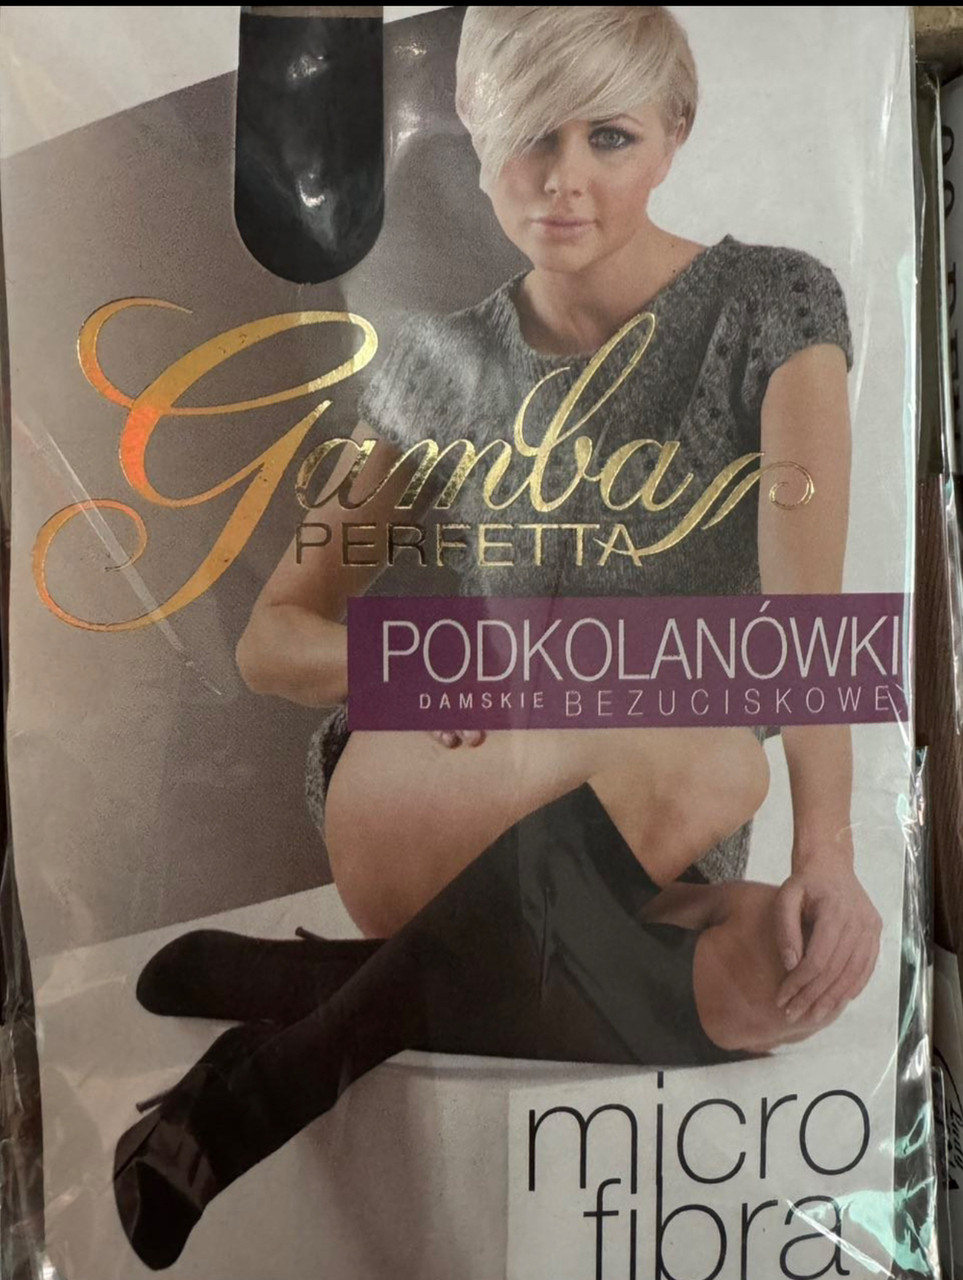 Gamba
PERFETTA
PODKOLANÓWKI
DAMSKIE BEZUCISKOWE
micro
fibra